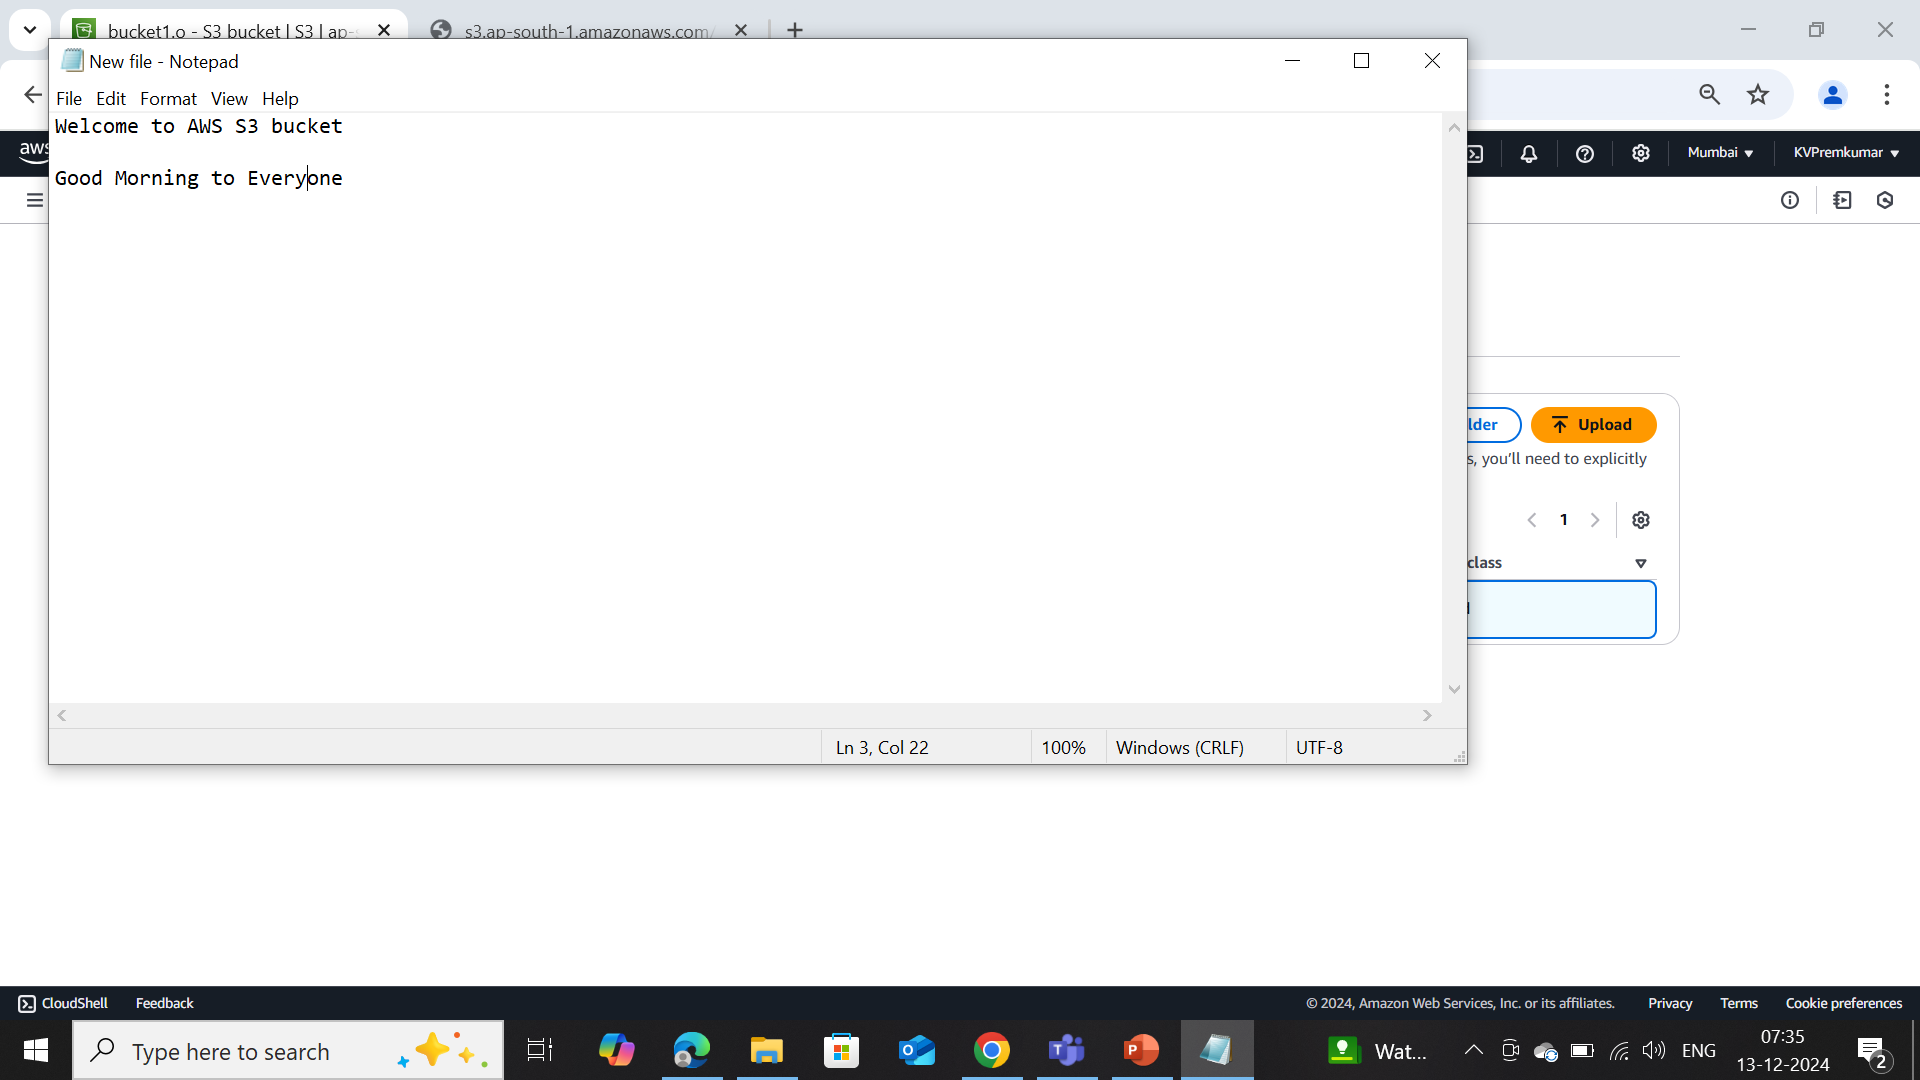 bucket1.o - S3 bucket | S3 | ap-
s3.ap-south-1.amazonaws.com/
New file - Notepad
File Edit Format View Help
Welcome to AWS S3 bucket
Good Morning to Everyone
aws
Mumbai
KVPremkumar
lder
Upload
s, you’ll need to explicitly
1
class
d
Ln 3, Col 22
100%
Windows (CRLF)
UTF-8
CloudShell
Feedback
© 2024, Amazon Web Services, Inc. or its affiliates.
Privacy
Terms
Cookie preferences
Type here to search
Wat...
ENG
07:35
13-12-2024
2